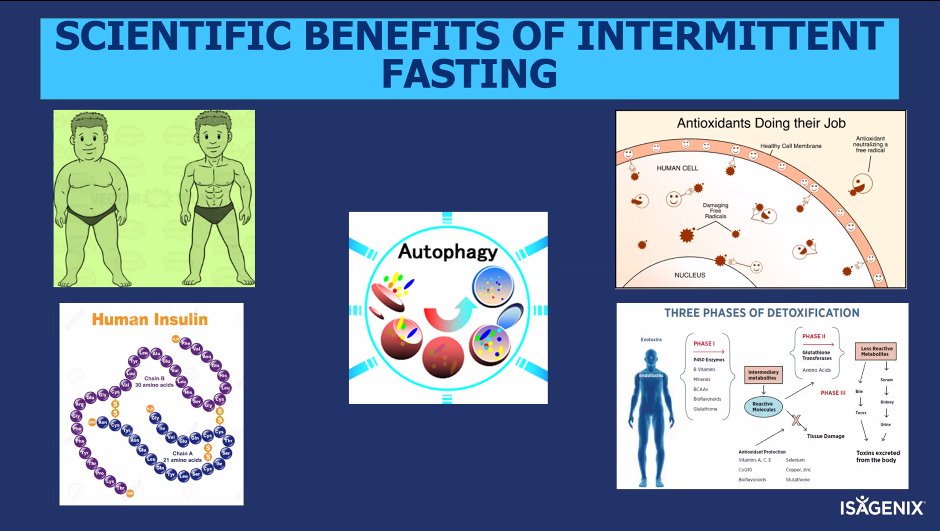 SCIENTIFIC BENEFITS OF INTERMITTENT
FASTING
Antioxidants Doing their Job
Healthy Cell Membrane
Antioxidant
neutralizing a
free radical
HUMAN CELL
Damaging
Free
Radicals
NUCLEUS
Autophagy
Human Insulin
Chain B
30 amino acids
Chain A
21 amino acids
THREE PHASES OF DETOXIFICATION
Exotoxins
Endotoxins
PHASE I
P450 Enzymes
B Vitamins
Minerals
BCAAs
Bioflavonoids
Glutathione
Intermediary
metabolites
Reactive
Molecules
PHASE II
Glutathione
Transferases
Amino Acids
PHASE III
Less Reactive
Metabolites
Bile
Feces
Serum
Kidney
Urine
X
Tissue Damage
Toxins excreted
from the body
Antioxidant Protection
Vitamins A, C, E
CoQ10
Bioflavonoids
Selenium
Copper, zinc
Glutathione
ISAGENIX